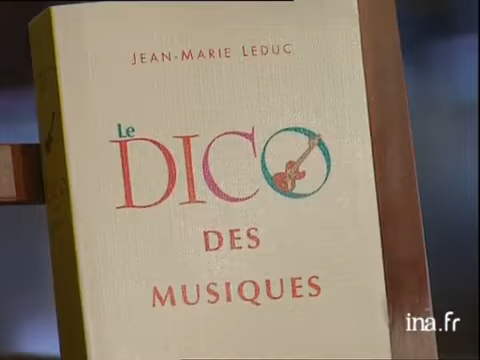 JEAN-MARIE LEDUC
Le
DICO
DES
MUSIQUES
ina.fr